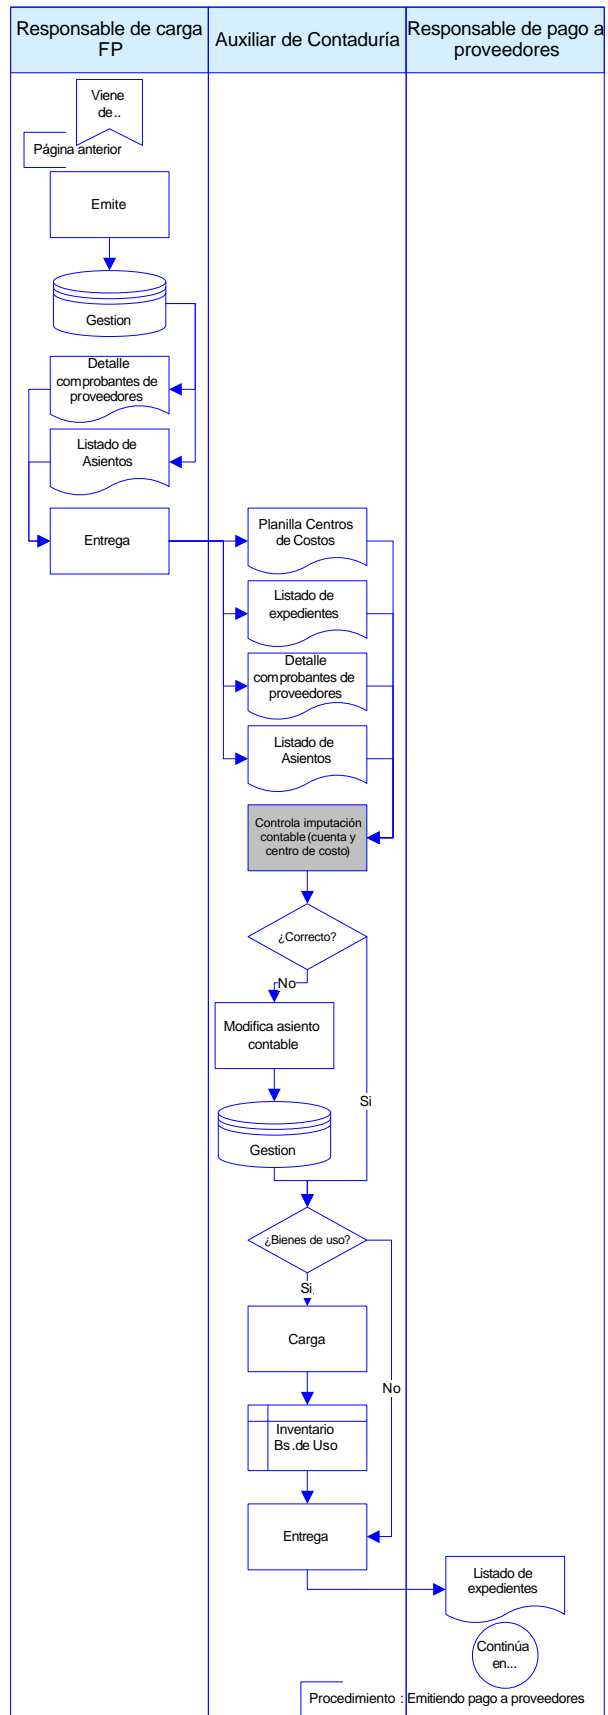 Responsable de carga
FP
Auxiliar de Contaduría
Responsable de pago a
proveedores
Viene
de..
Página anterior
Emite
Gestion
Detalle
comprobantes de
proveedores
Listado de
Asientos
Entrega
Planilla Centros
de Costos
Listado de
expedientes
Detalle
comprobantes de
proveedores
Listado de
Asientos
Controla imputación
contable (cuenta y
centro de costo)
¿Correcto?
No
Modifica asiento
contable
Si
Gestion
¿Bienes de uso?
Si
Carga
No
Inventario
Bs.de Uso
Entrega
Listado de
expedientes
Continúa
en...
Procedimiento : Emitiendo pago a proveedores